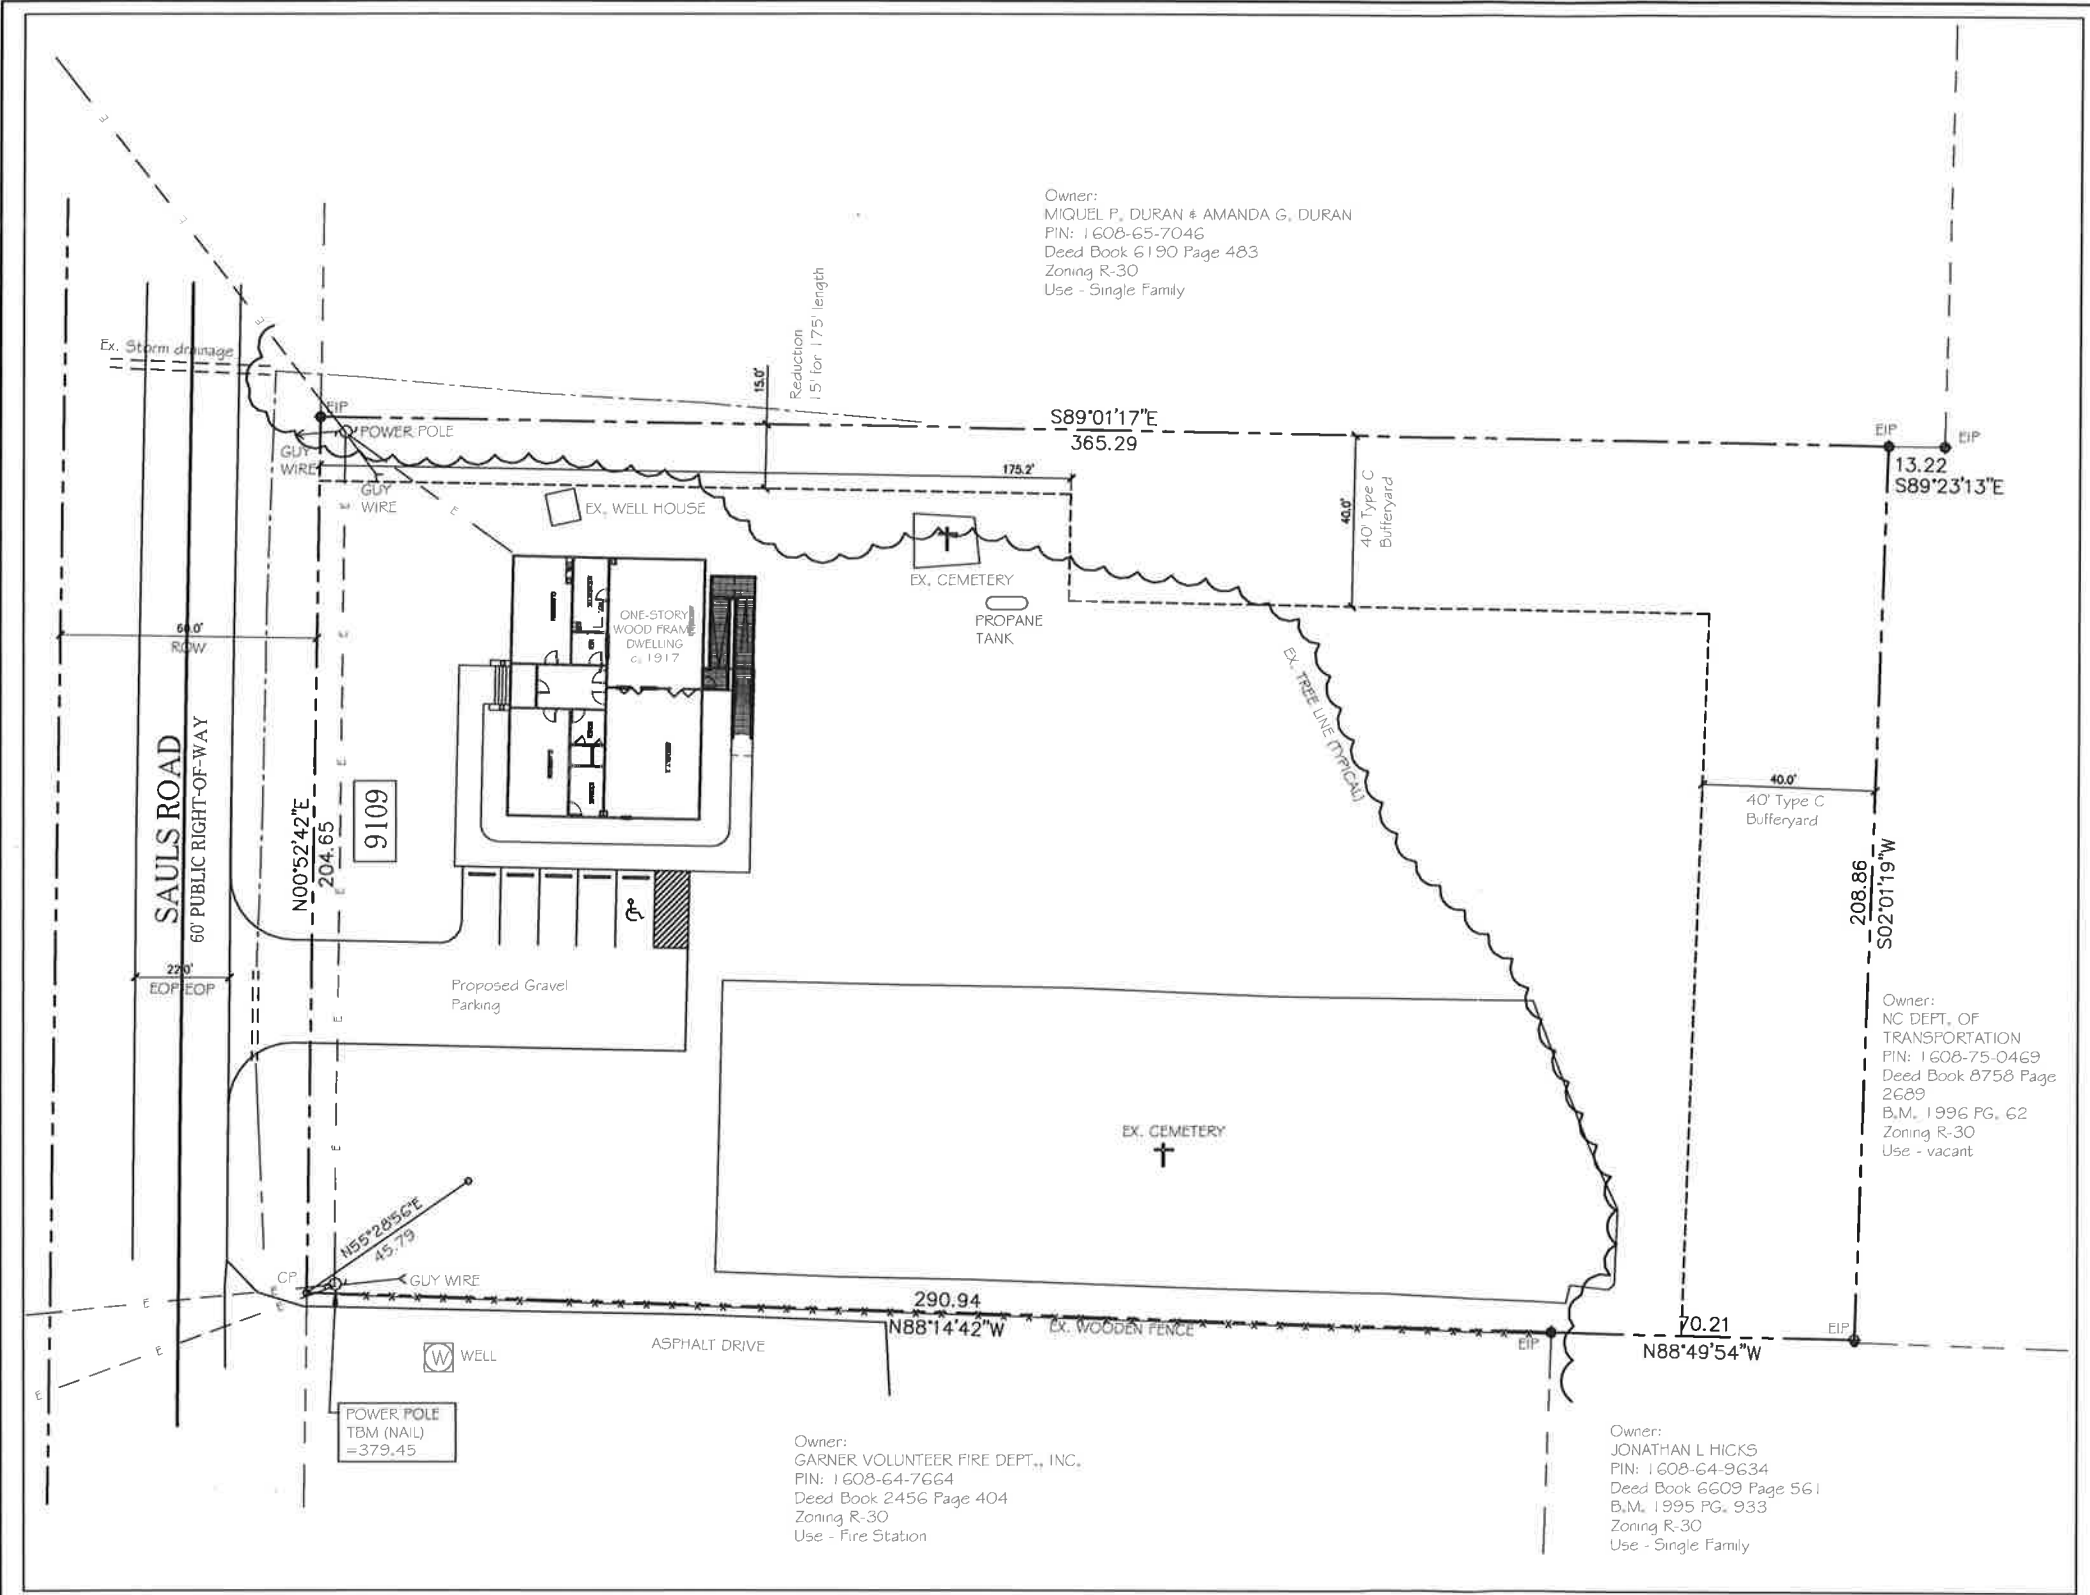 Owner:
MIQUEL P. DURAN & AMANDA G. DURAN
PIN: 1608-65-7046
Deed Book 6190 Page 483
Zoning R-30
Use - Single Family
Reduction
15' for 175' length
15.0'
Ex. Storm drainage
EIP
POWER POLE
GUY
WIRE
GUY
WIRE
S89°01'17"E
365.29
175.2'
EIP
EIP
13.22
S89°23'13"E
40.0'
40' Type C
Bufferyard
EX. WELL HOUSE
EX. CEMETERY
PROPANE
TANK
ONE-STORY
WOOD FRAME
DWELLING
c. 1917
60.0'
ROW
EX. TREE LINE (TYPICAL)
SAULS ROAD
60' PUBLIC RIGHT-OF-WAY
N00°52'42"E
204.65
9109
40.0'
40' Type C
Bufferyard
208.86
S02°01'19"W
22.0'
EOP EOP
Proposed Gravel
Parking
Owner:
NC DEPT. OF
TRANSPORTATION
PIN: 1608-75-0469
Deed Book 8758 Page
2689
B.M. 1996 PG. 62
Zoning R-30
Use - vacant
EX. CEMETERY
N55°28'56"E
45.79
CP
GUY WIRE
290.94
N88°14'42"W
EX. WOODEN FENCE
EIP
70.21
N88°49'54"W
EIP
W
WELL
ASPHALT DRIVE
POWER POLE
TBM (NAIL)
=379.45
Owner:
GARNER VOLUNTEER FIRE DEPT., INC.
PIN: 1608-64-7664
Deed Book 2456 Page 404
Zoning R-30
Use - Fire Station
Owner:
JONATHAN L HICKS
PIN: 1608-64-9634
Deed Book 6609 Page 561
B.M. 1995 PG. 933
Zoning R-30
Use - Single Family